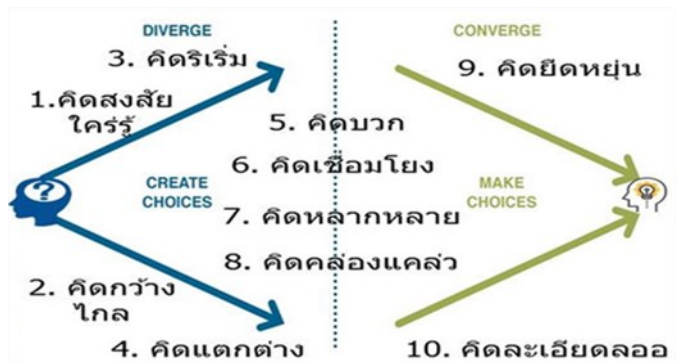 DIVERGE
CONVERGE
3. คิดริเริ่ม
9. คิดยืดหยุ่น
1.คิดสงสัย
ใคร่รู้
5. คิดบวก
6. คิดเชื่อมโยง
?
CREATE
CHOICES
MAKE
CHOICES
7. คิดหลากหลาย
8. คิดคล่องแคล่ว
2. คิดกว้าง
ไกล
4. คิดแตกต่าง
10. คิดละเอียดลออ